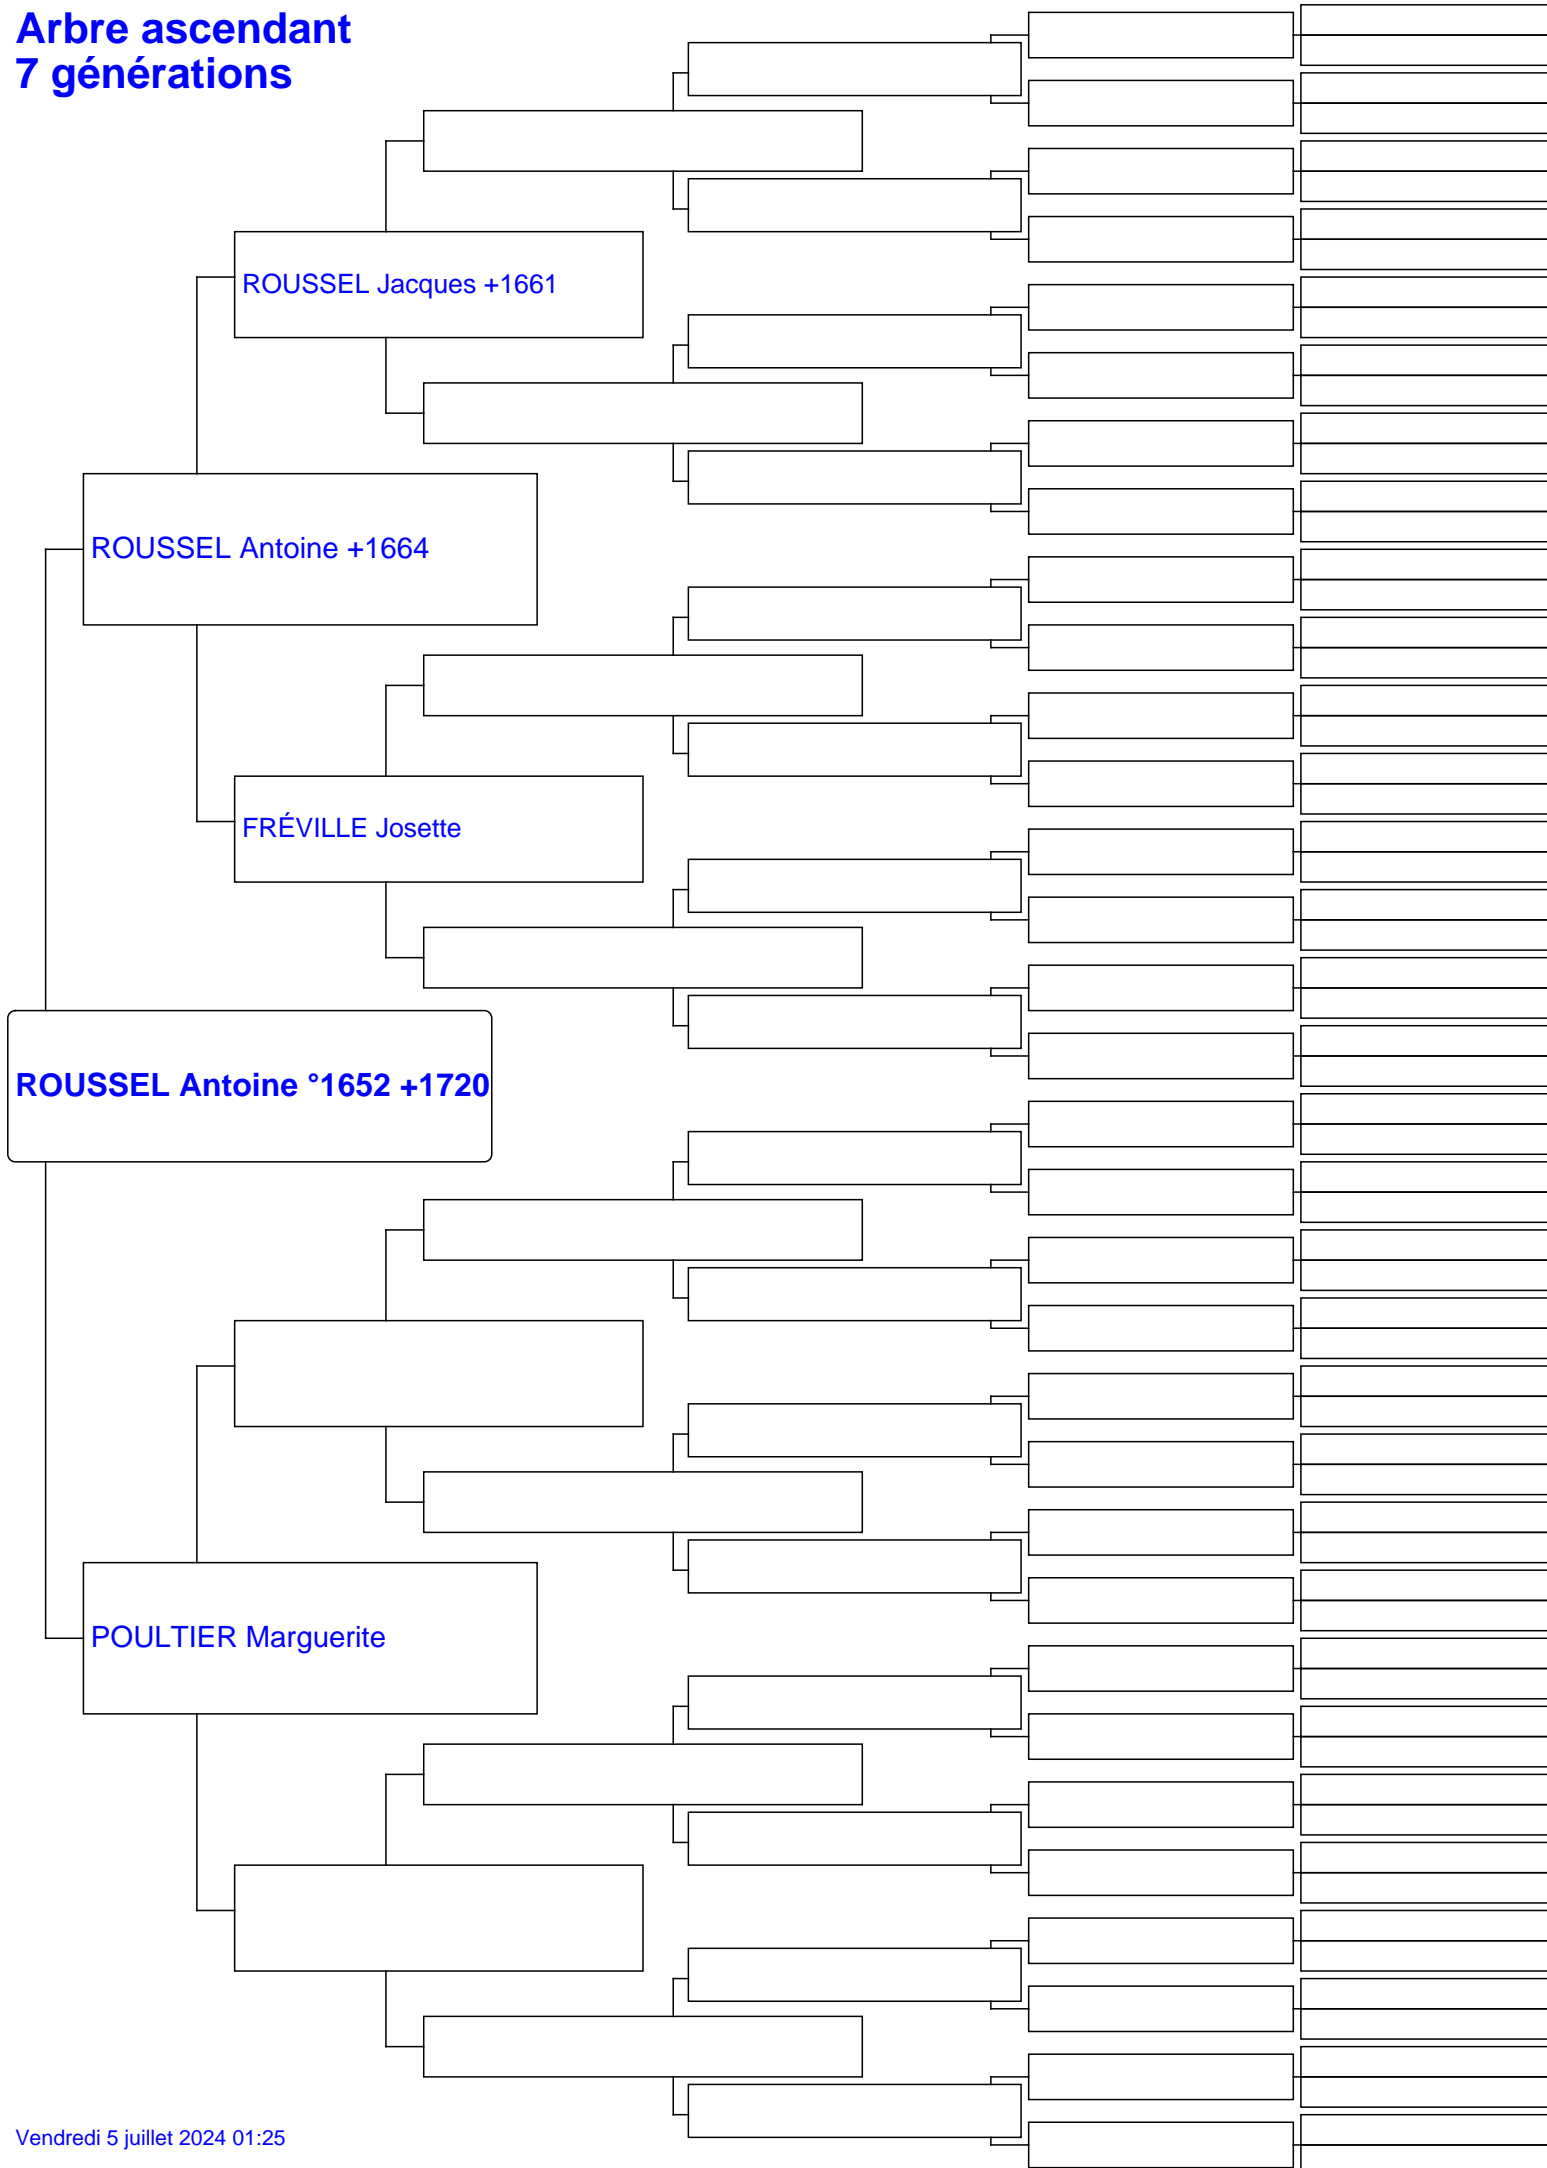 Arbre ascendant
7 générations
ROUSSEL Jacques +1661
ROUSSEL Antoine +1664
FRÉVILLE Josette
ROUSSEL Antoine °1652 +1720
POULTIER Marguerite
Vendredi 5 juillet 2024 01:25